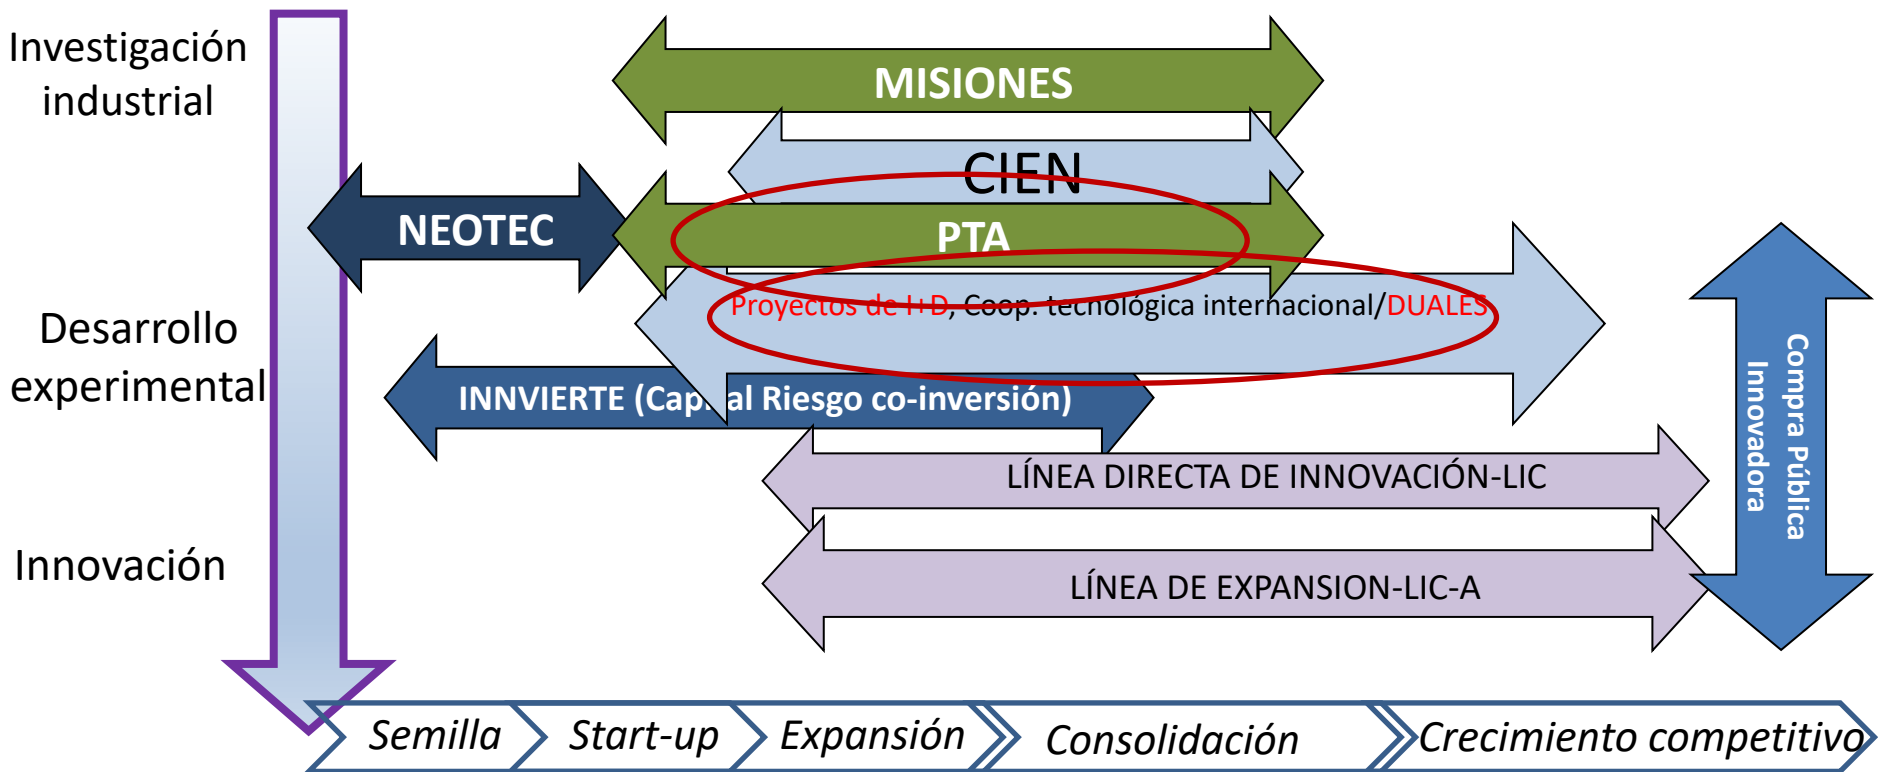 Investigación
industrial
MISIONES
CIEN
NEOTEC
PTA
Proyectos de I+D, Coop. tecnológica internacional/DUALES
Desarrollo
experimental
INNVIERTE (Capital Riesgo co-inversión)
Compra Pública
Innovadora
LÍNEA DIRECTA DE INNOVACIÓN-LIC
Innovación
LÍNEA DE EXPANSION-LIC-A
Semilla
Start-up
Expansión
Consolidación
Crecimiento competitivo